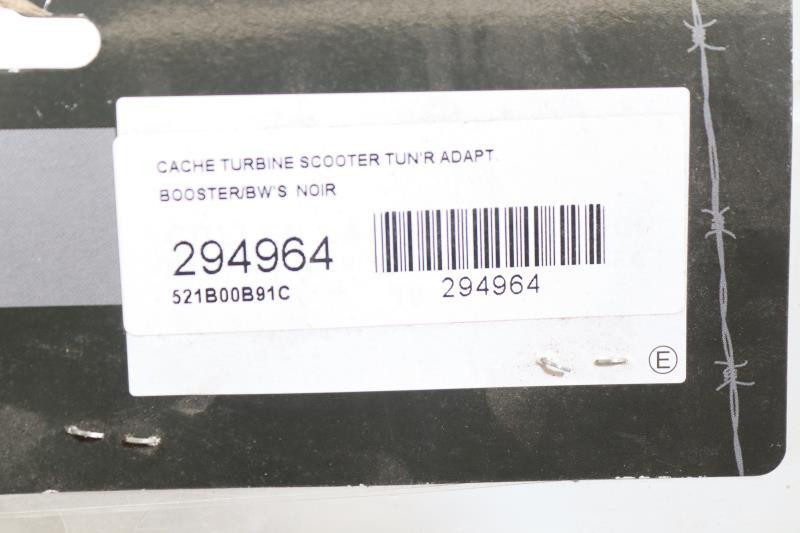 CACHE TURBINE SCOOTER TUN'R ADAPT.
BOOSTER/BW'S NOIR
294964
521B00B91C
294964
E